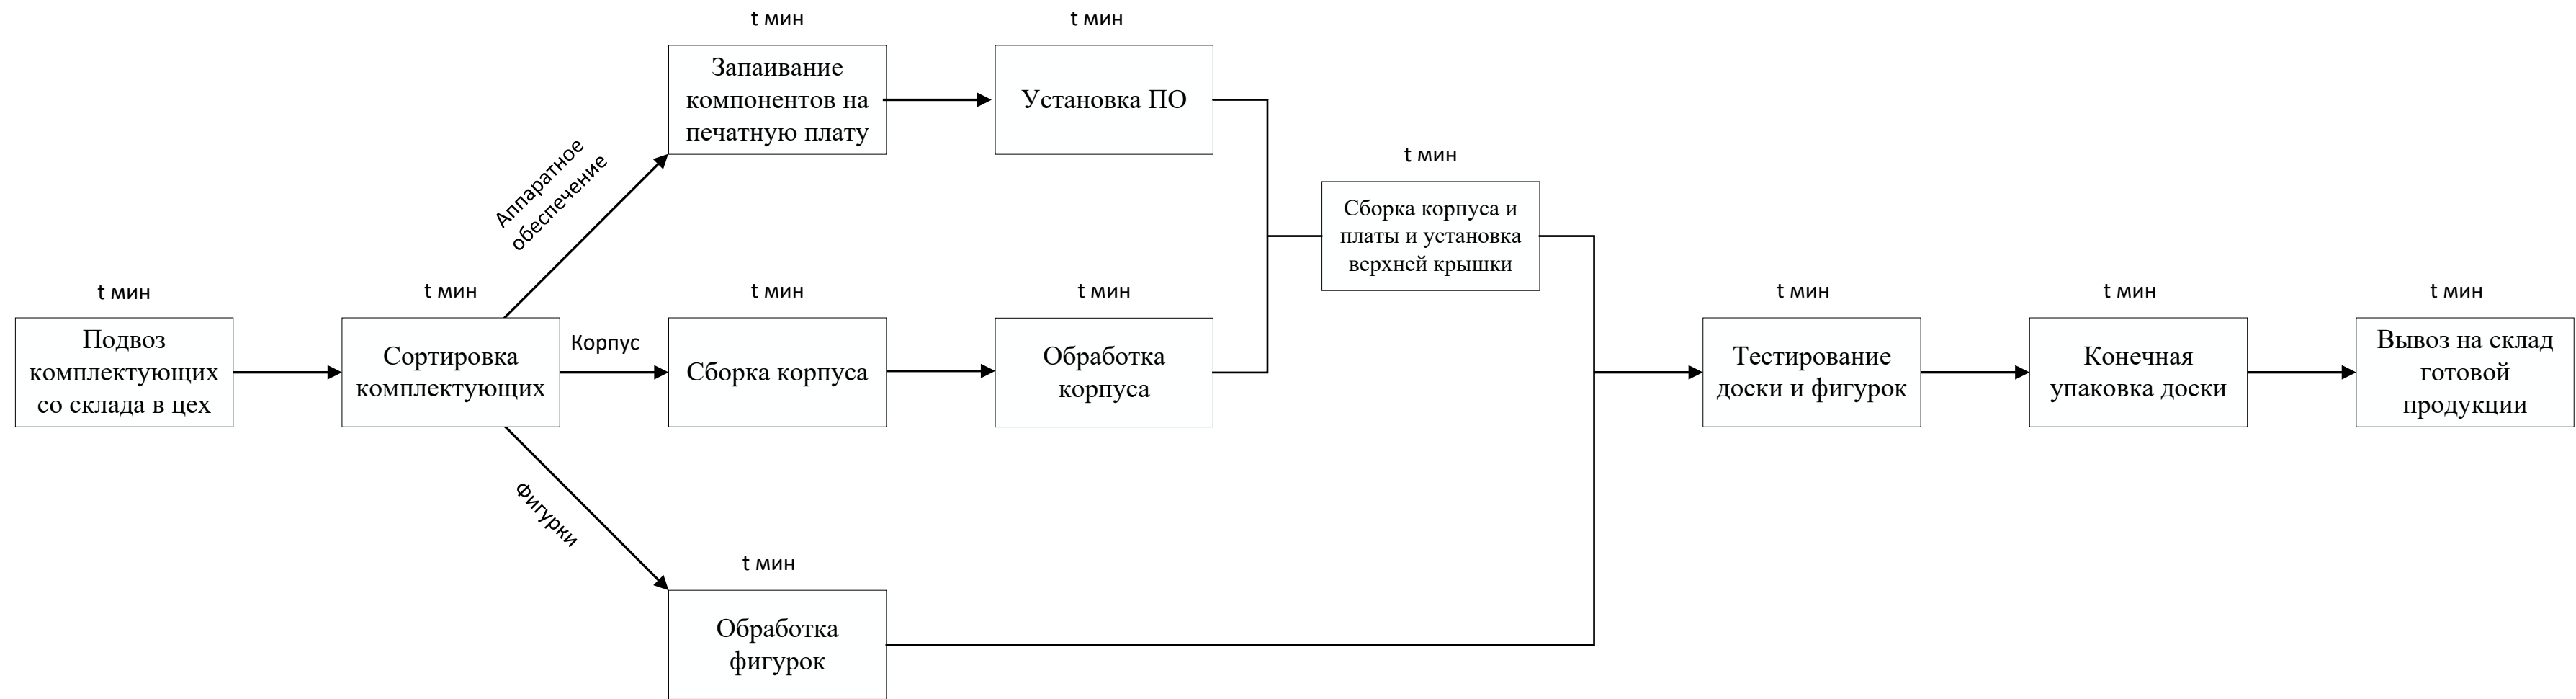 t мин
Подвоз
комплектующих
со склада в цех
t мин
Сортировка
комплектующих
Аппаратное
обеспечение
t мин
Запаивание
компонентов на
печатную плату
t мин
Установка ПО
Корпус
t мин
Сборка корпуса
t мин
Обработка
корпуса
Фигурки
t мин
Обработка
фигурок
t мин
Сборка корпуса и
платы и установка
верхней крышки
t мин
Тестирование
доски и фигурок
t мин
Конечная
упаковка доски
t мин
Вывоз на склад
готовой
продукции